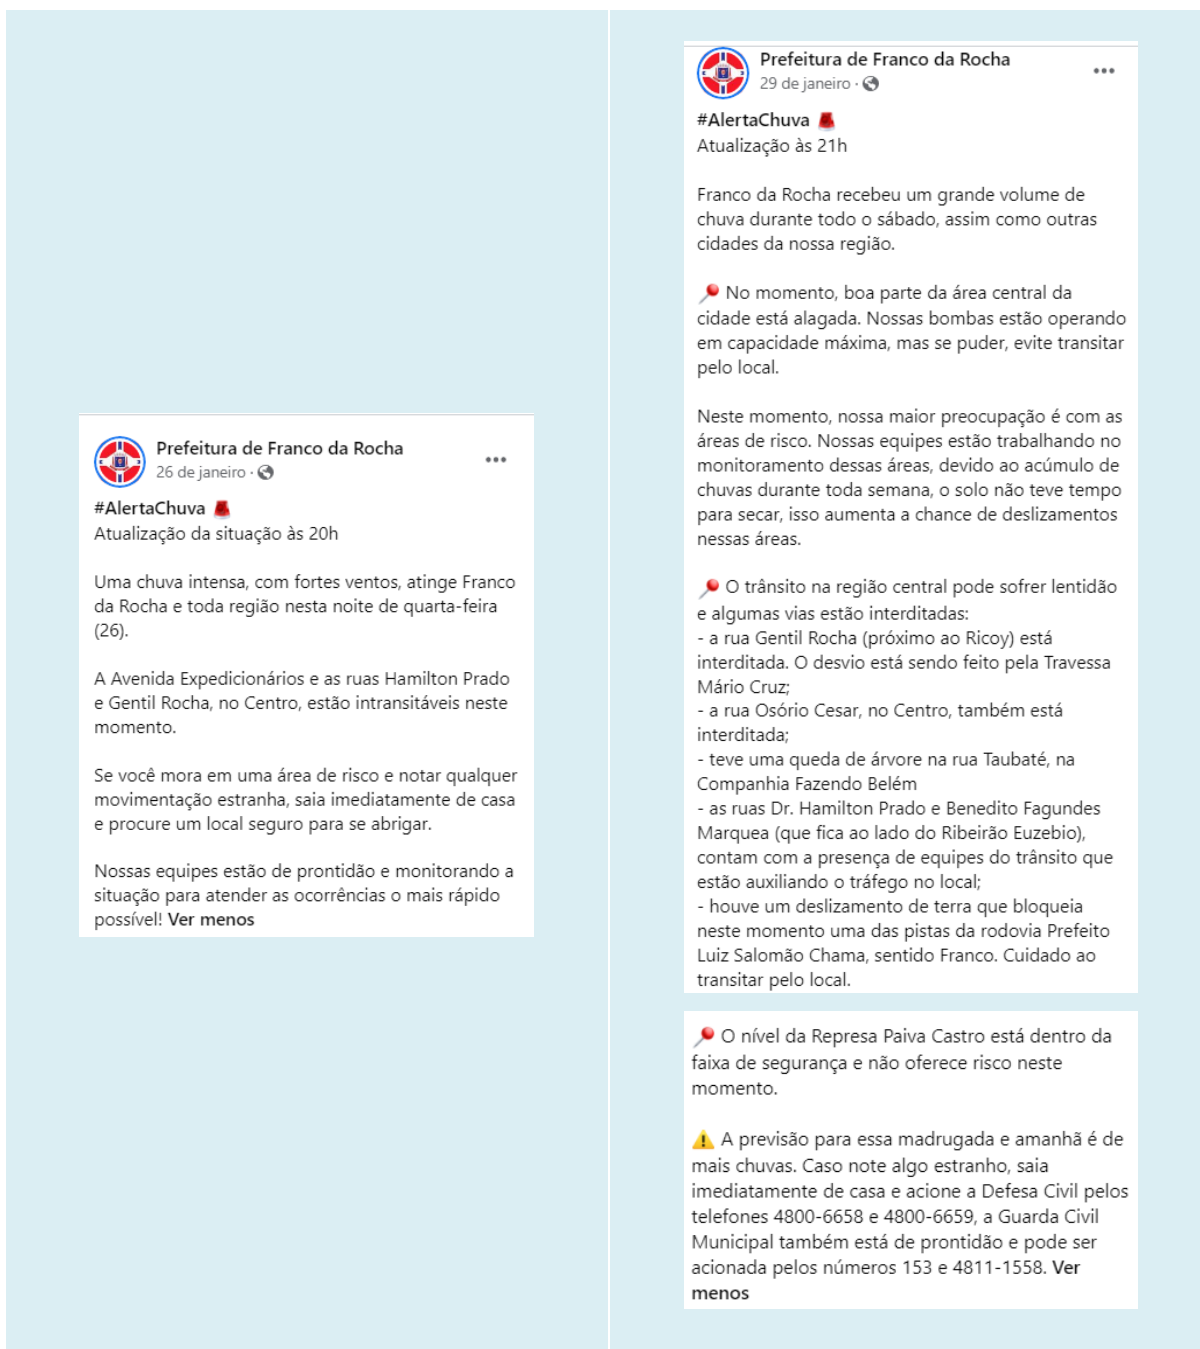 Prefeitura de Franco da Rocha
26 de janeiro ·
#AlertaChuva
Atualização da situação às 20h
Uma chuva intensa, com fortes ventos, atinge Franco
da Rocha e toda região nesta noite de quarta-feira
(26).
A Avenida Expedicionários e as ruas Hamilton Prado
e Gentil Rocha, no Centro, estão intransitáveis neste
momento.
Se você mora em uma área de risco e notar qualquer
movimentação estranha, saia imediatamente de casa
e procure um local seguro para se abrigar.
Nossas equipes estão de prontidão e monitorando a
situação para atender as ocorrências o mais rápido
possível! Ver menos
Prefeitura de Franco da Rocha
29 de janeiro ·
#AlertaChuva
Atualização às 21h
Franco da Rocha recebeu um grande volume de
chuva durante todo o sábado, assim como outras
cidades da nossa região.
No momento, boa parte da área central da
cidade está alagada. Nossas bombas estão operando
em capacidade máxima, mas se puder, evite transitar
pelo local.
Neste momento, nossa maior preocupação é com as
áreas de risco. Nossas equipes estão trabalhando no
monitoramento dessas áreas, devido ao acúmulo de
chuvas durante toda semana, o solo não teve tempo
para secar, isso aumenta a chance de deslizamentos
nessas áreas.
O trânsito na região central pode sofrer lentidão
e algumas vias estão interditadas:
- a rua Gentil Rocha (próximo ao Ricoy) está
interditada. O desvio está sendo feito pela Travessa
Mário Cruz;
- a rua Osório Cesar, no Centro, também está
interditada;
- teve uma queda de árvore na rua Taubaté, na
Companhia Fazendo Belém
- as ruas Dr. Hamilton Prado e Benedito Fagundes
Marquea (que fica ao lado do Ribeirão Euzebio),
contam com a presença de equipes do trânsito que
estão auxiliando o tráfego no local;
- houve um deslizamento de terra que bloqueia
neste momento uma das pistas da rodovia Prefeito
Luiz Salomão Chama, sentido Franco. Cuidado ao
transitar pelo local.
O nível da Represa Paiva Castro está dentro da
faixa de segurança e não oferece risco neste
momento.
A previsão para essa madrugada e amanhã é de
mais chuvas. Caso note algo estranho, saia
imediatamente de casa e acione a Defesa Civil pelos
telefones 4800-6658 e 4800-6659, a Guarda Civil
Municipal também está de prontidão e pode ser
acionada pelos números 153 e 4811-1558. Ver
menos